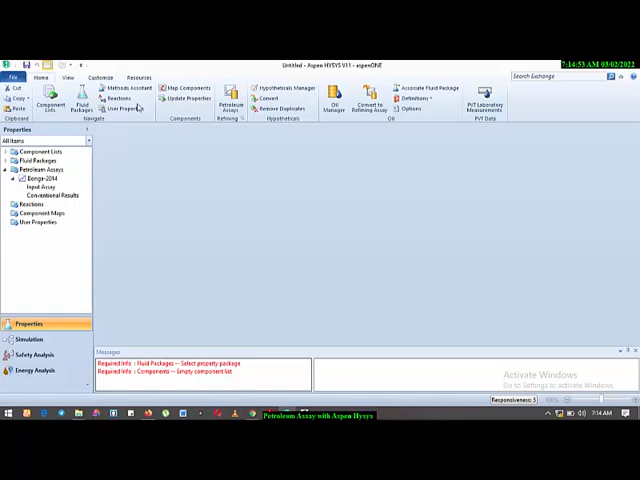 Untitled - Aspen HYSYS V11 - aspenONE
7:14:53 AM 03/02/2022
File
Home
View
Customize
Resources
Search Exchange
Cut
Copy
Paste
Clipboard
Component Lists
Fluid Packages
Methods Assistant
Reactions
User Properties
Navigate
Map Components
Update Properties
Components
Petroleum Assays
Refining
Hypotheticals Manager
Convert
Remove Duplicates
Hypotheticals
Oil Manager
Convert to Refining Assay
Associate Fluid Package
Definitions
Options
Oil
PVT Laboratory Measurements
PVT Data
Properties
All Items
Component Lists
Fluid Packages
Petroleum Assays
Bonga-2014
Input Assay
Conventional Results
Reactions
Component Maps
User Properties
Properties
Simulation
Safety Analysis
Energy Analysis
Messages
Required Info : Fluid Packages -- Select property package
Required Info : Components -- Empty component list
Activate Windows
Go to Settings to activate Windows.
Responsiveness: 5
100%
Petroleum Assay with Aspen Hysys
7:14 AM